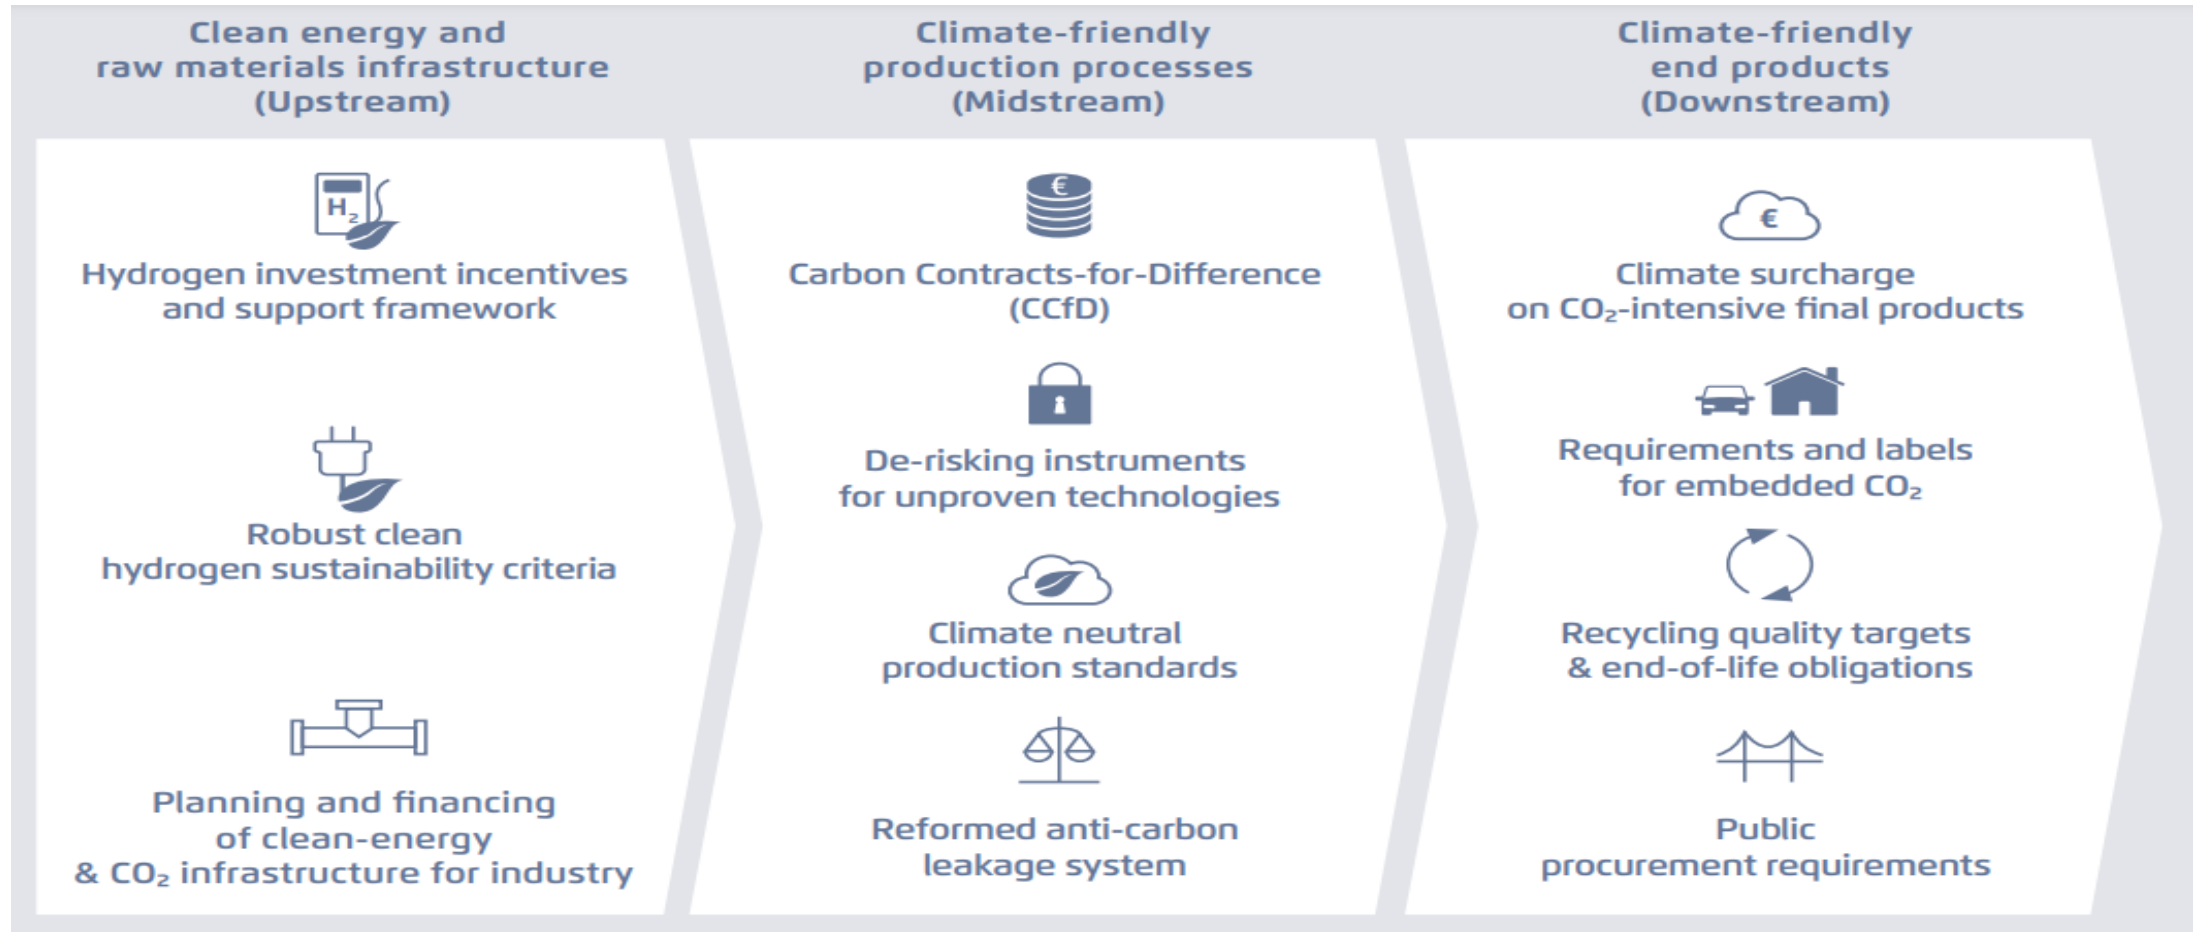 Clean energy and
raw materials infrastructure
(Upstream)
H₂
Hydrogen investment incentives
and support framework
Robust clean
hydrogen sustainability criteria
Planning and financing
of clean-energy
& CO₂ infrastructure for industry
Climate-friendly
production processes
(Midstream)
€
Carbon Contracts-for-Difference
(CCfD)
De-risking instruments
for unproven technologies
Climate neutral
production standards
Reformed anti-carbon
leakage system
Climate-friendly
end products
(Downstream)
€
Climate surcharge
on CO₂-intensive final products
Requirements and labels
for embedded CO₂
Recycling quality targets
& end-of-life obligations
Public
procurement requirements